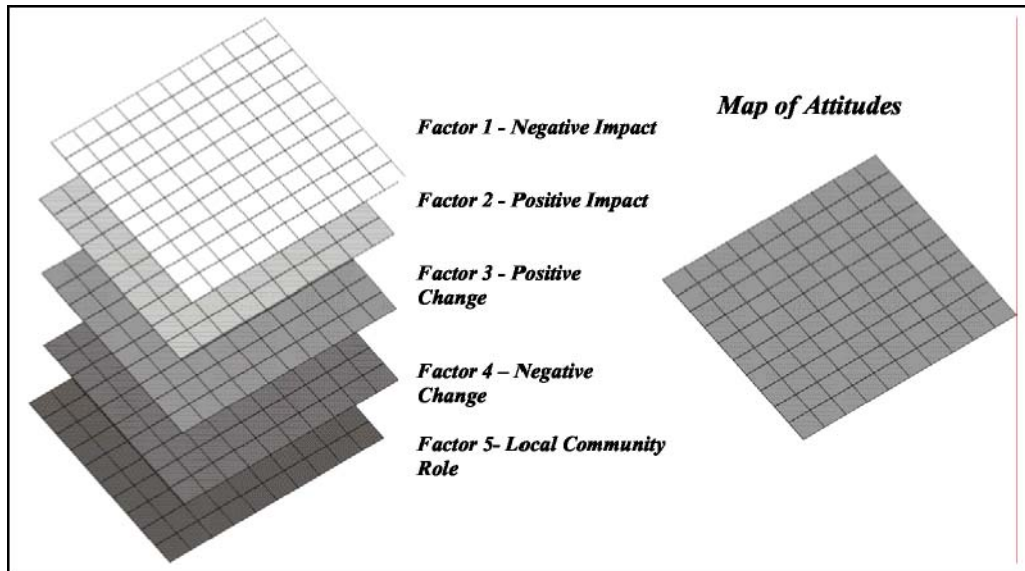 Factor 1 - Negative Impact
Factor 2 - Positive Impact
Factor 3 - Positive
Change
Factor 4 – Negative
Change
Factor 5- Local Community
Role
Map of Attitudes